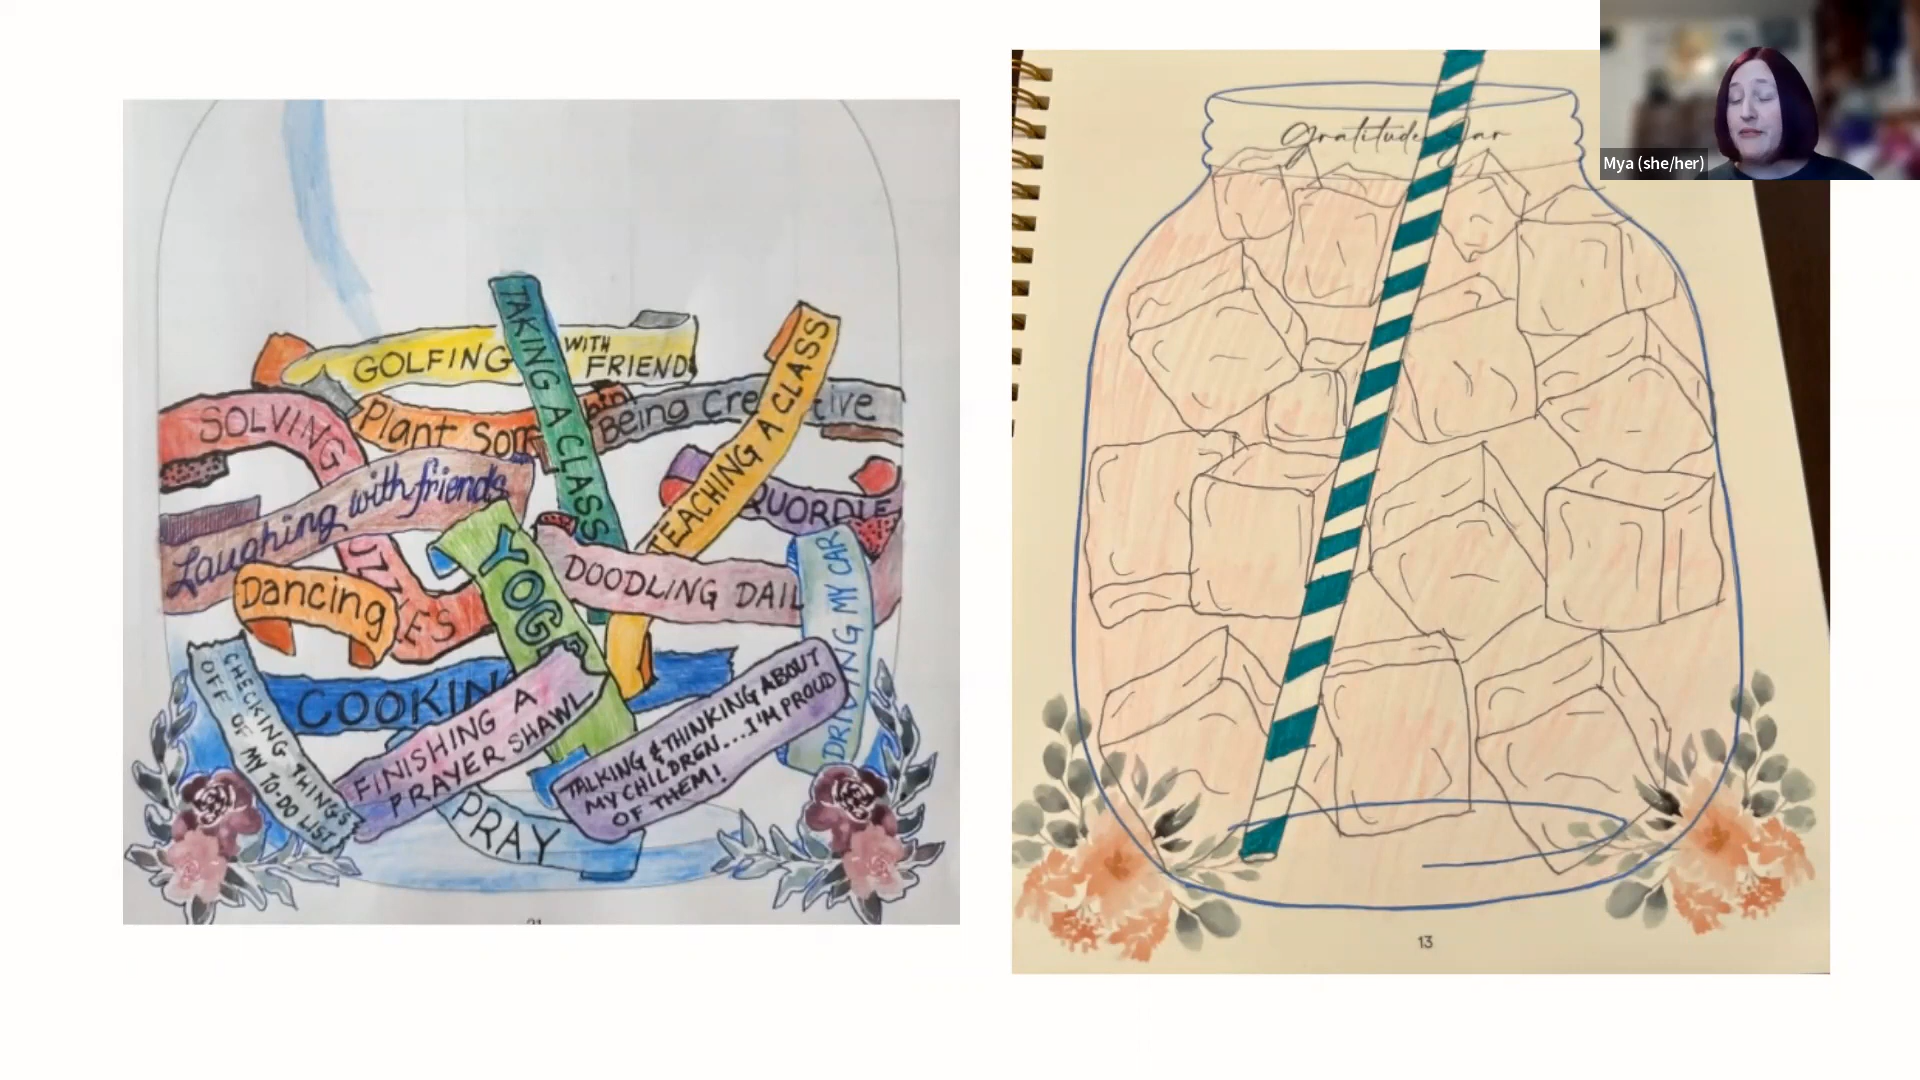 GOLFING WITH FRIENDS
TAKING A CLASS
TEACHING A CLASS
SOLVING
Plant Som
Being Creative
Laughing with friends
QUORDLE
Dancing
YOGA
DOODLING DAIL
DRIVING MY CAR
COOKIN
CHECKING THINGS
OFF OF MY TO-DO LIST
FINISHING A
PRAYER SHAWL
TALKING & THINKING ABOUT
MY CHILDREN...I'M PROUD
OF THEM!
PRAY
Gratitude Jar
13
Mya (she/her)